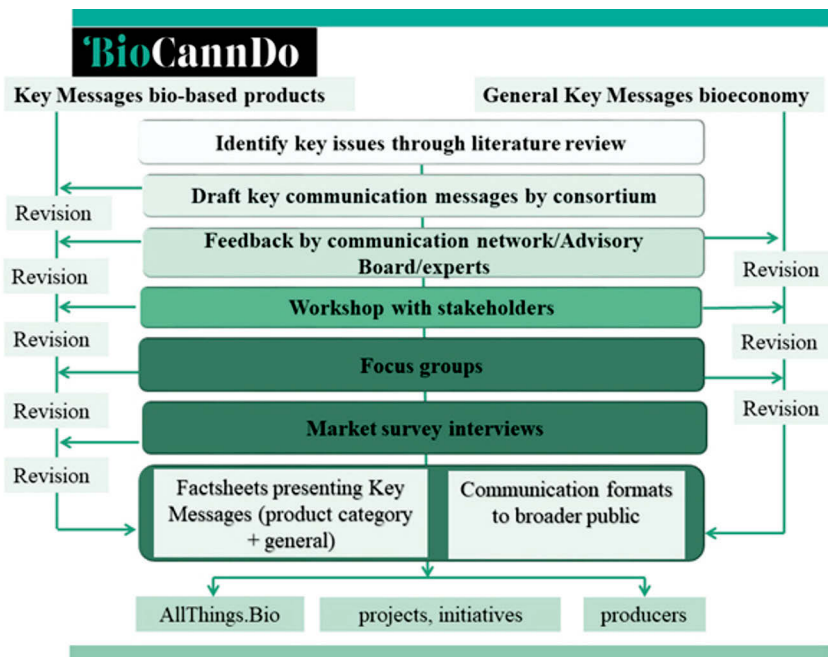 BioCannDo
Key Messages bio-based products
General Key Messages bioeconomy
Identify key issues through literature review
Draft key communication messages by consortium
Revision
Feedback by communication network/Advisory
Board/experts
Revision
Revision
Workshop with stakeholders
Revision
Revision
Focus groups
Revision
Revision
Market survey interviews
Revision
Factsheets presenting Key
Messages (product category
+ general)
Communication formats
to broader public
AllThings.Bio
projects, initiatives
producers